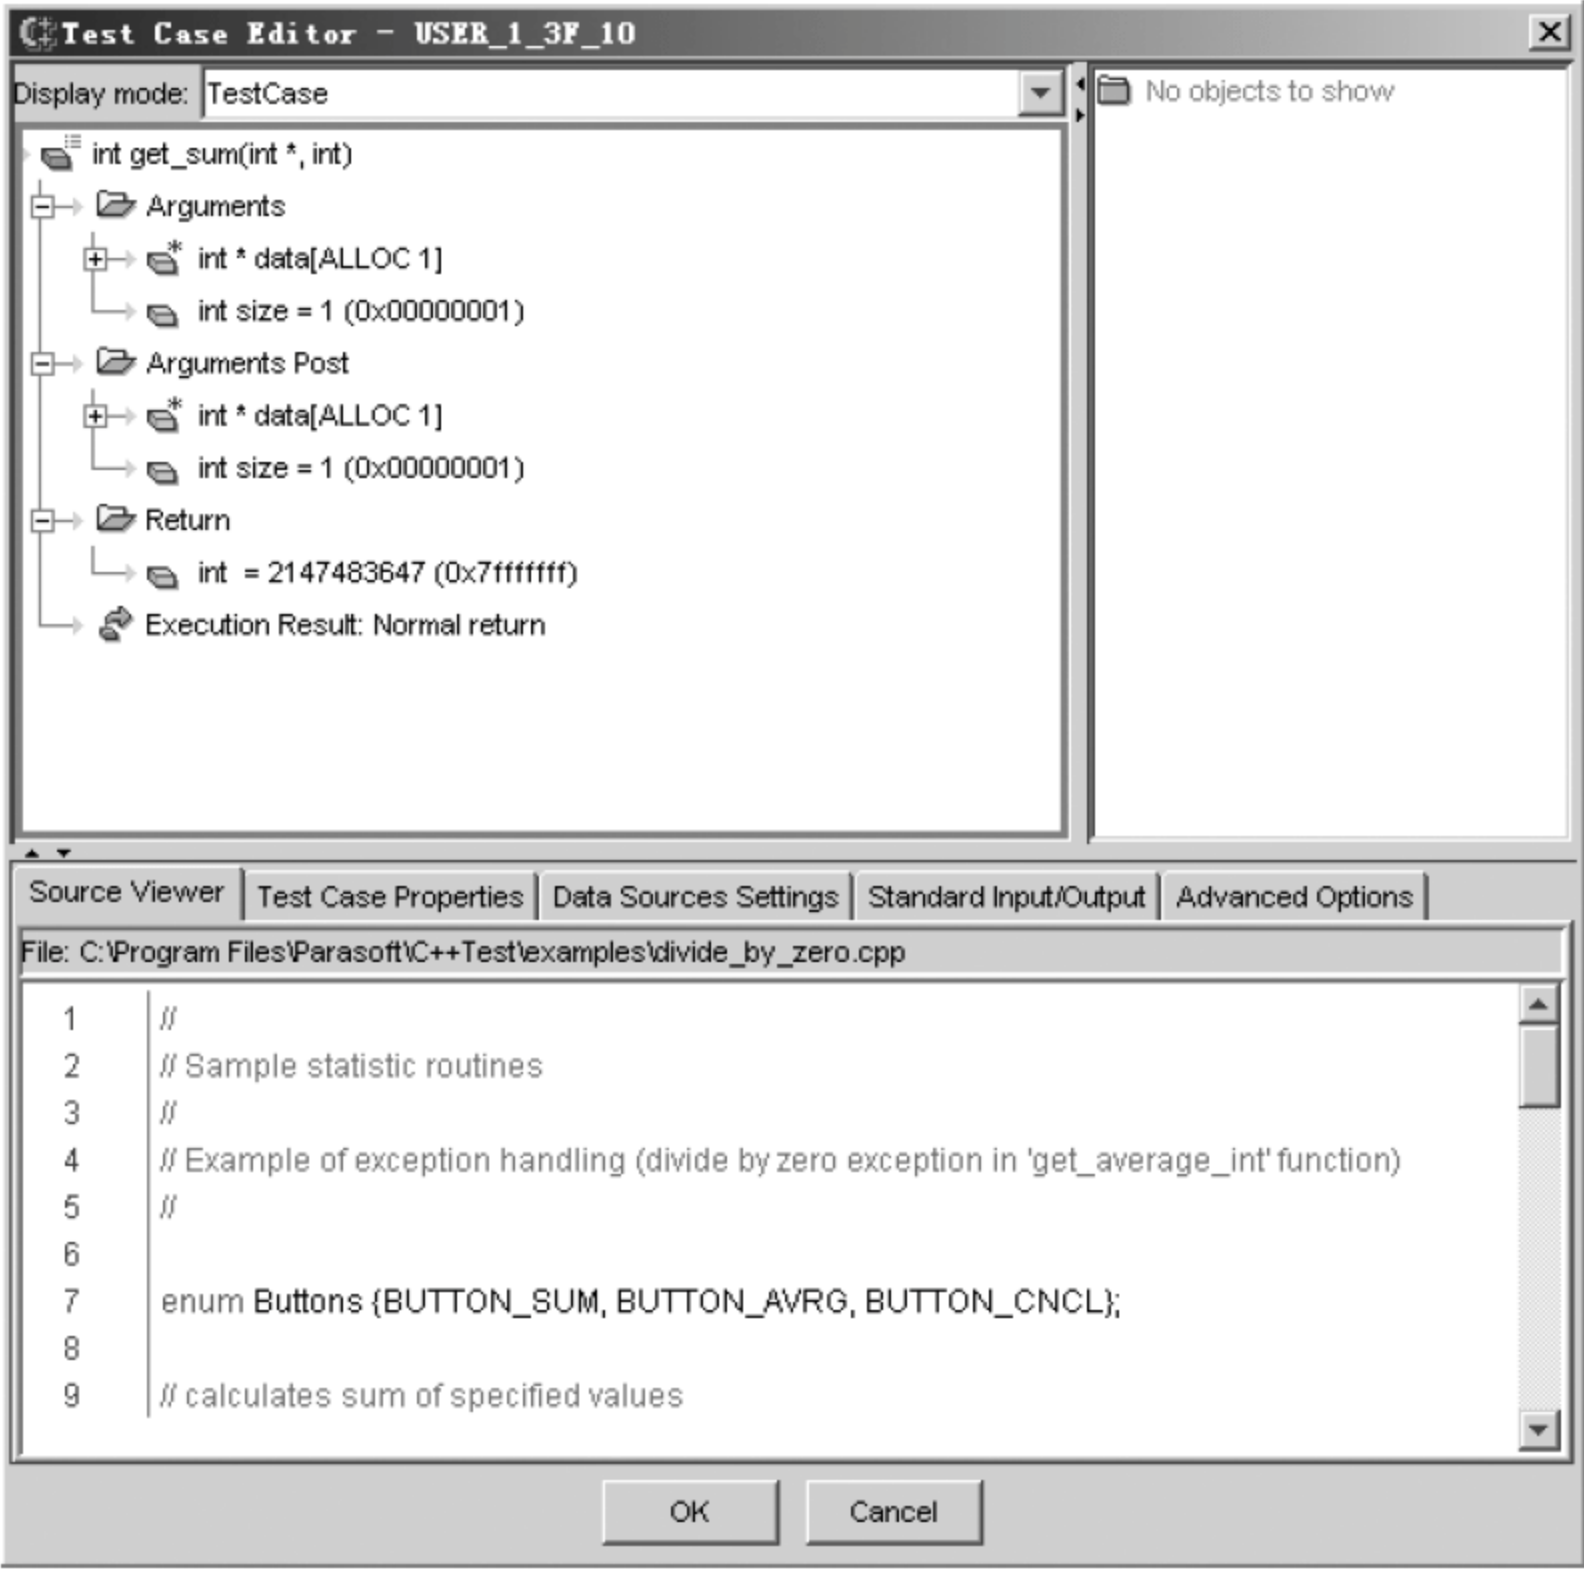 Test Case Editor - USER_1_3F_10
Display mode: TestCase
No objects to show
int get_sum(int *, int)
Arguments
int * data[ALLOC 1]
int size = 1 (0x00000001)
Arguments Post
int * data[ALLOC 1]
int size = 1 (0x00000001)
Return
int = 2147483647 (0x7fffffff)
Execution Result: Normal return
Source Viewer Test Case Properties Data Sources Settings Standard Input/Output Advanced Options
File: C:\Program Files\Parasoft\C++Test\examples\divide_by_zero.cpp
1 //
2 // Sample statistic routines
3 //
4 // Example of exception handling (divide by zero exception in 'get_average_int' function)
5 //
6
7 enum Buttons {BUTTON_SUM, BUTTON_AVRG, BUTTON_CNCL};
8
9 // calculates sum of specified values
OK Cancel